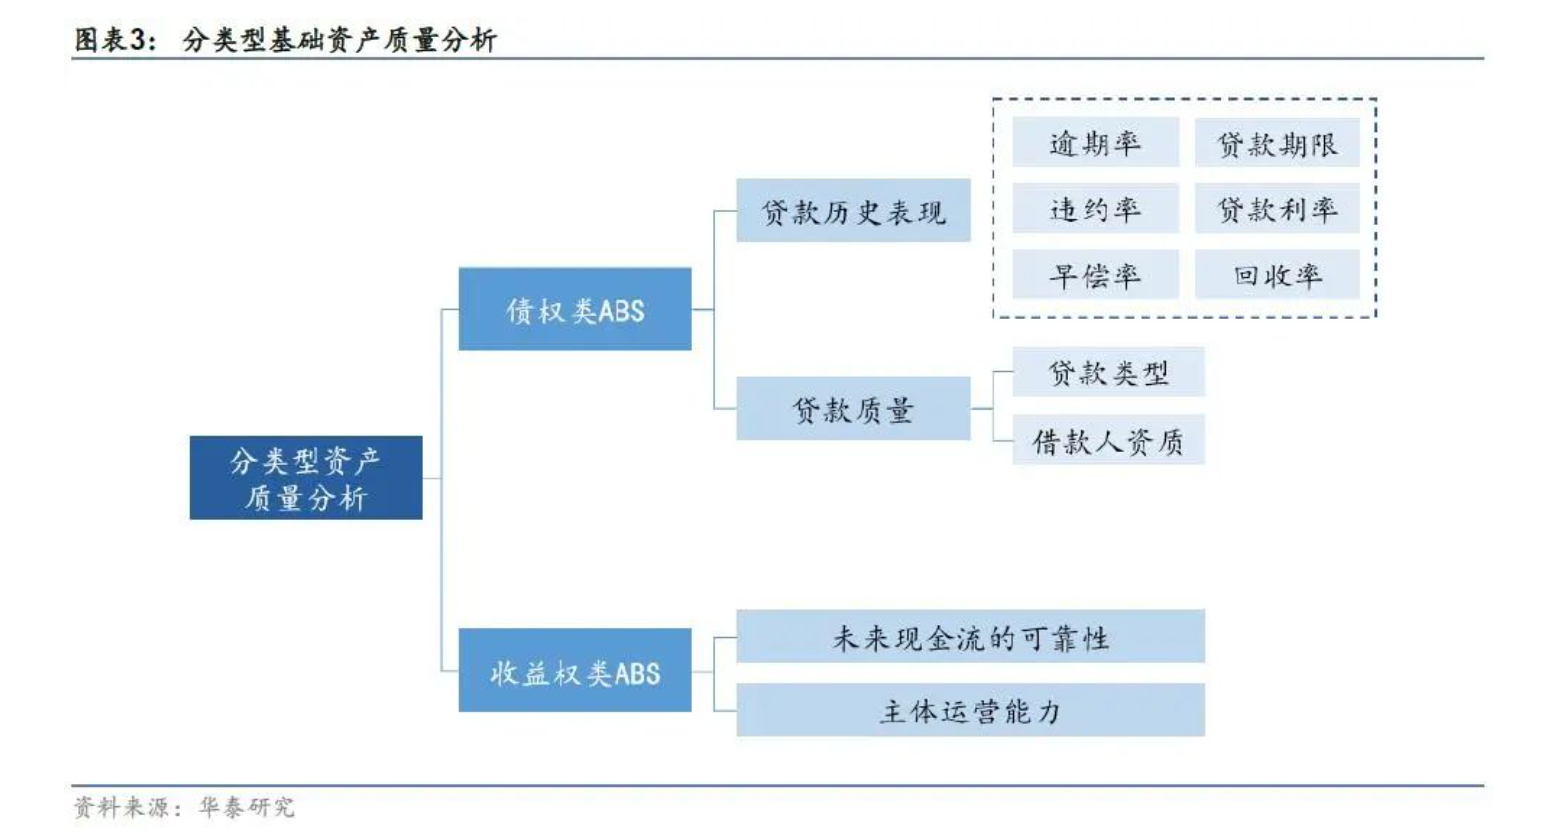 图表3： 分类型基础资产质量分析
逾期率
贷款期限
违约率
贷款利率
早偿率
回收率
贷款历史表现
债权类ABS
贷款类型
贷款质量
借款人资质
分类型资产
质量分析
未来现金流的可靠性
收益权类ABS
主体运营能力
资料来源：华泰研究